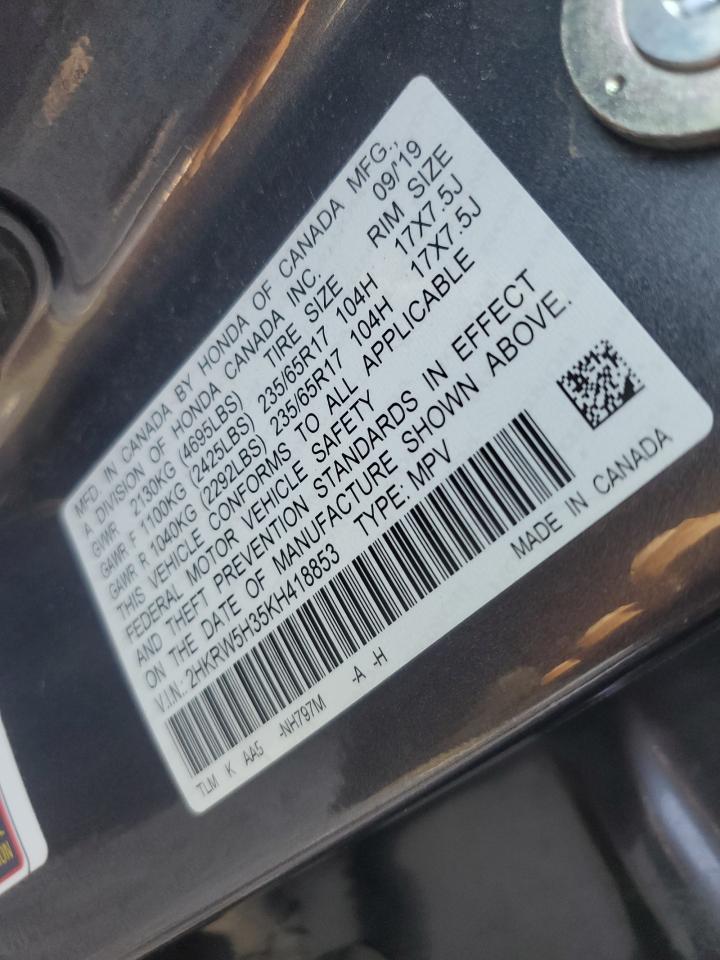 MFD. IN CANADA BY HONDA OF CANADA MFG.,
A DIVISION OF HONDA CANADA INC. 09/19
GVWR 2130KG (4695LBS) TIRE SIZE RIM SIZE
GAWR F 1100KG (2425LBS) 235/65R17 104H 17X7.5J
GAWR R 1040KG (2292LBS) 235/65R17 104H 17X7.5J
THIS VEHICLE CONFORMS TO ALL APPLICABLE
FEDERAL MOTOR VEHICLE SAFETY
AND THEFT PREVENTION STANDARDS IN EFFECT
ON THE DATE OF MANUFACTURE SHOWN ABOVE.
V.I.N.: 2HKRW5H35KH418853 TYPE: MPV
TLM K AA5 -NH797M -A -H
MADE IN CANADA